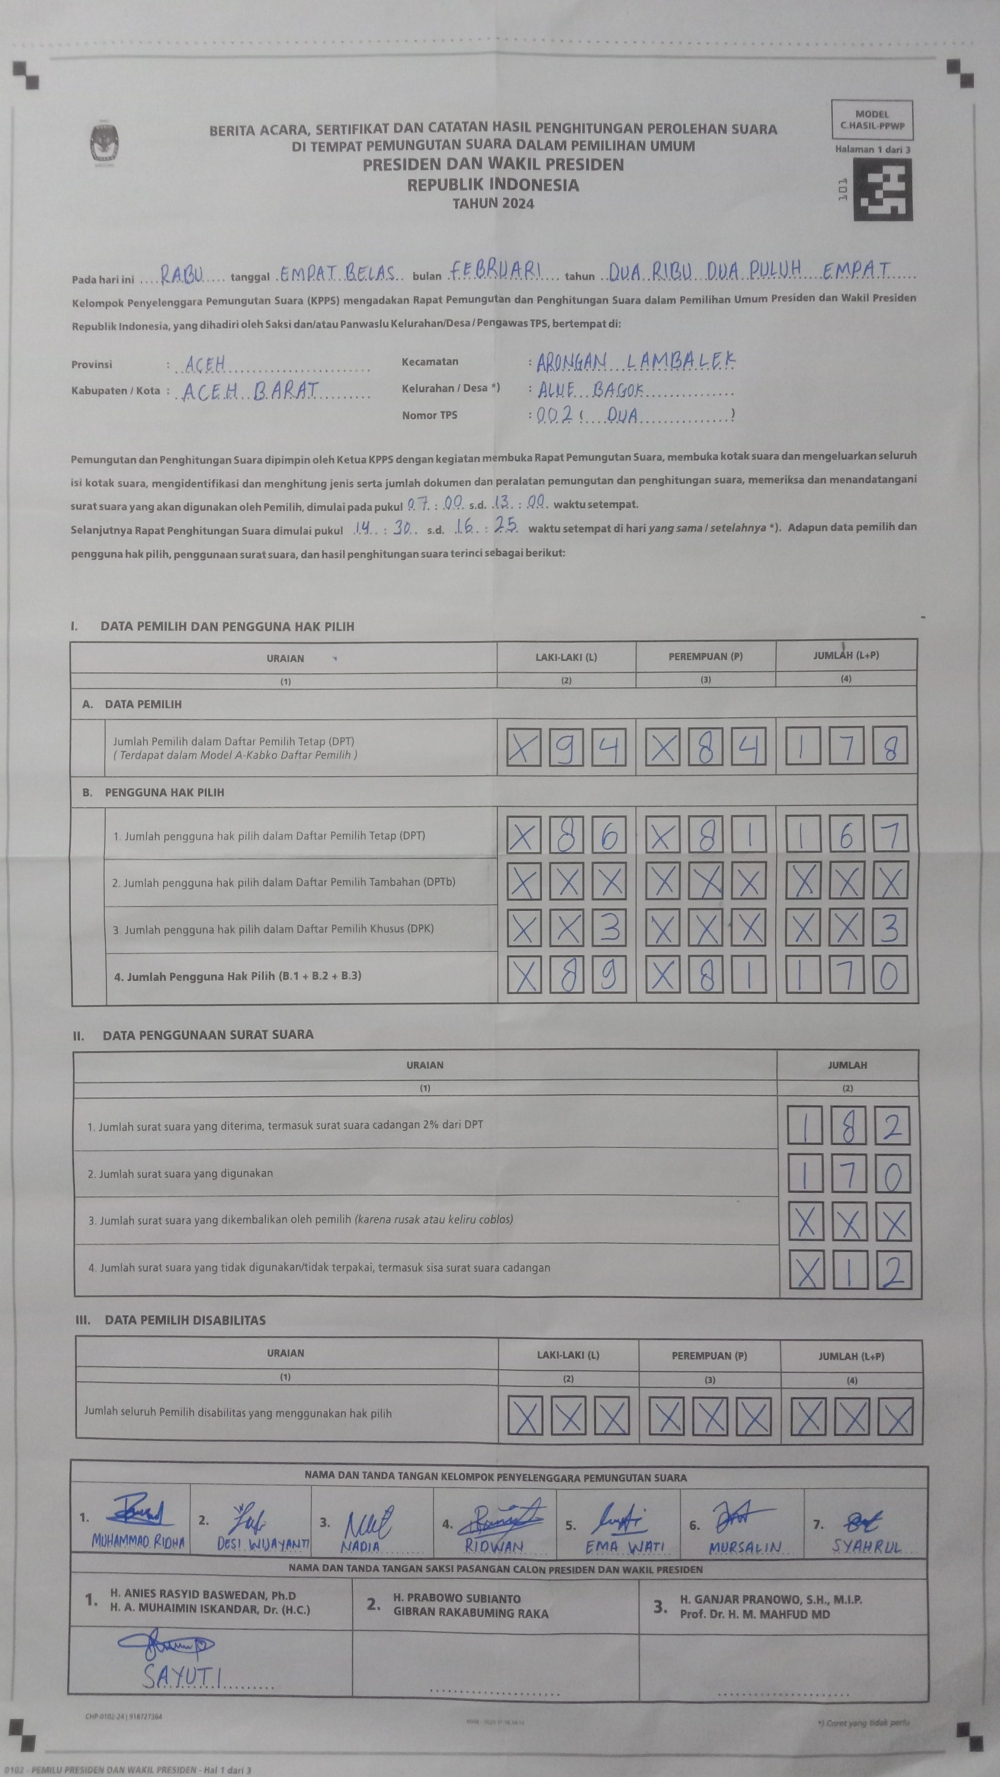 MODEL
C.HASIL-PPWP
Halaman 1 dari 3
101
BERITA ACARA, SERTIFIKAT DAN CATATAN HASIL PENGHITUNGAN PEROLEHAN SUARA
DI TEMPAT PEMUNGUTAN SUARA DALAM PEMILIHAN UMUM
PRESIDEN DAN WAKIL PRESIDEN
REPUBLIK INDONESIA
TAHUN 2024
Pada hari ini RABU tanggal EMPAT BELAS bulan FEBRUARI tahun DUA RIBU DUA PULUH EMPAT
Kelompok Penyelenggara Pemungutan Suara (KPPS) mengadakan Rapat Pemungutan dan Penghitungan Suara dalam Pemilihan Umum Presiden dan Wakil Presiden
Republik Indonesia, yang dihadiri oleh Saksi dan/atau Panwaslu Kelurahan/Desa/Pengawas TPS, bertempat di:
Provinsi : ACEH Kecamatan : ARONGAN LAMBALEK
Kabupaten / Kota : ACEH BARAT Kelurahan / Desa *) : ALUE BAGOK
Nomor TPS : 002 ( DUA )
Pemungutan dan Penghitungan Suara dipimpin oleh Ketua KPPS dengan kegiatan membuka Rapat Pemungutan Suara, membuka kotak suara dan mengeluarkan seluruh
isi kotak suara, mengidentifikasi dan menghitung jenis serta jumlah dokumen dan peralatan pemungutan dan penghitungan suara, memeriksa dan menandatangani
surat suara yang akan digunakan oleh Pemilih, dimulai pada pukul 07 : 00 s.d. 13 : 00 waktu setempat.
Selanjutnya Rapat Penghitungan Suara dimulai pukul 14 : 30 s.d. 16 : 25 waktu setempat di hari yang sama / setelahnya *). Adapun data pemilih dan
pengguna hak pilih, penggunaan surat suara, dan hasil penghitungan suara terinci sebagai berikut:
I. DATA PEMILIH DAN PENGGUNA HAK PILIH
URAIAN LAKI-LAKI (L) PEREMPUAN (P) JUMLAH (L+P)
(1) (2) (3) (4)
A. DATA PEMILIH
Jumlah Pemilih dalam Daftar Pemilih Tetap (DPT) X 9 4 X 8 4 1 7 8
( Terdapat dalam Model A-Kabko Daftar Pemilih )
B. PENGGUNA HAK PILIH
1. Jumlah pengguna hak pilih dalam Daftar Pemilih Tetap (DPT) X 8 6 X 8 1 1 6 7
2. Jumlah pengguna hak pilih dalam Daftar Pemilih Tambahan (DPTb) X X X X X X X X X
3. Jumlah pengguna hak pilih dalam Daftar Pemilih Khusus (DPK) X X 3 X X X X X 3
4. Jumlah Pengguna Hak Pilih (B.1 + B.2 + B.3) X 8 9 X 8 1 1 7 0
II. DATA PENGGUNAAN SURAT SUARA
URAIAN JUMLAH
(1) (2)
1. Jumlah surat suara yang diterima, termasuk surat suara cadangan 2% dari DPT 1 8 2
2. Jumlah surat suara yang digunakan 1 7 0
3. Jumlah surat suara yang dikembalikan oleh pemilih (karena rusak atau keliru coblos) X X X
4. Jumlah surat suara yang tidak digunakan/tidak terpakai, termasuk sisa surat suara cadangan X 1 2
III. DATA PEMILIH DISABILITAS
URAIAN LAKI-LAKI (L) PEREMPUAN (P) JUMLAH (L+P)
(1) (2) (3) (4)
Jumlah seluruh Pemilih disabilitas yang menggunakan hak pilih X X X X X X X X X
NAMA DAN TANDA TANGAN KELOMPOK PENYELENGGARA PEMUNGUTAN SUARA
1. 2. 3. 4. 5. 6. 7.
MUHAMMAD RIDHA DESI WIJAYANTI NADIA RIDWAN EMA WATI MURSALIN SYAHRUL
NAMA DAN TANDA TANGAN SAKSI PASANGAN CALON PRESIDEN DAN WAKIL PRESIDEN
1. H. ANIES RASYID BASWEDAN, Ph.D
H. A. MUHAIMIN ISKANDAR, Dr. (H.C.)
2. H. PRABOWO SUBIANTO
GIBRAN RAKABUMING RAKA
3. H. GANJAR PRANOWO, S.H., M.I.P.
Prof. Dr. H. M. MAHFUD MD
SAYUTI
*) Coret yang tidak perlu
0102 - PEMILU PRESIDEN DAN WAKIL PRESIDEN - Hal 1 dari 3